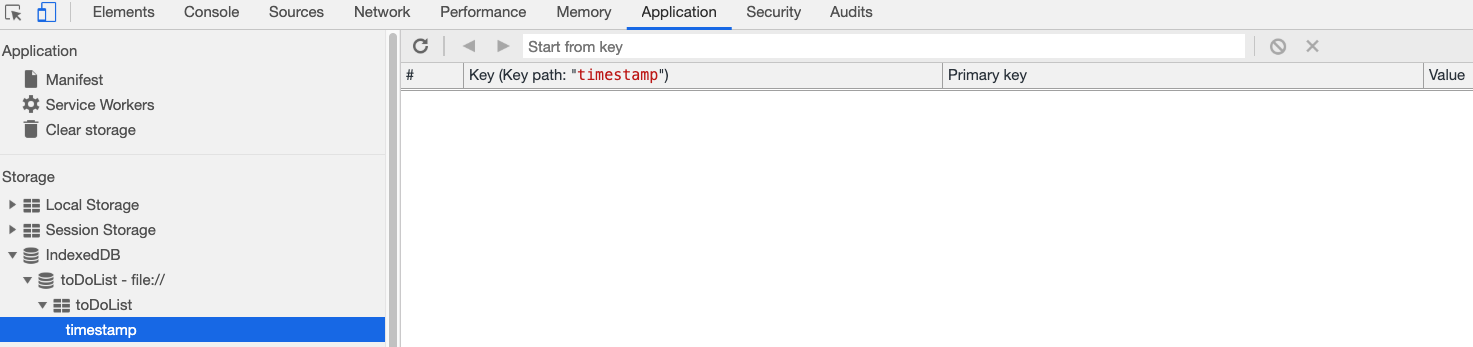 Elements Console Sources Network Performance Memory Application Security Audits
Application
Manifest
Service Workers
Clear storage
Storage
Local Storage
Session Storage
IndexedDB
toDoList - file://
toDoList
timestamp
Start from key
# Key (Key path: "timestamp") Primary key Value